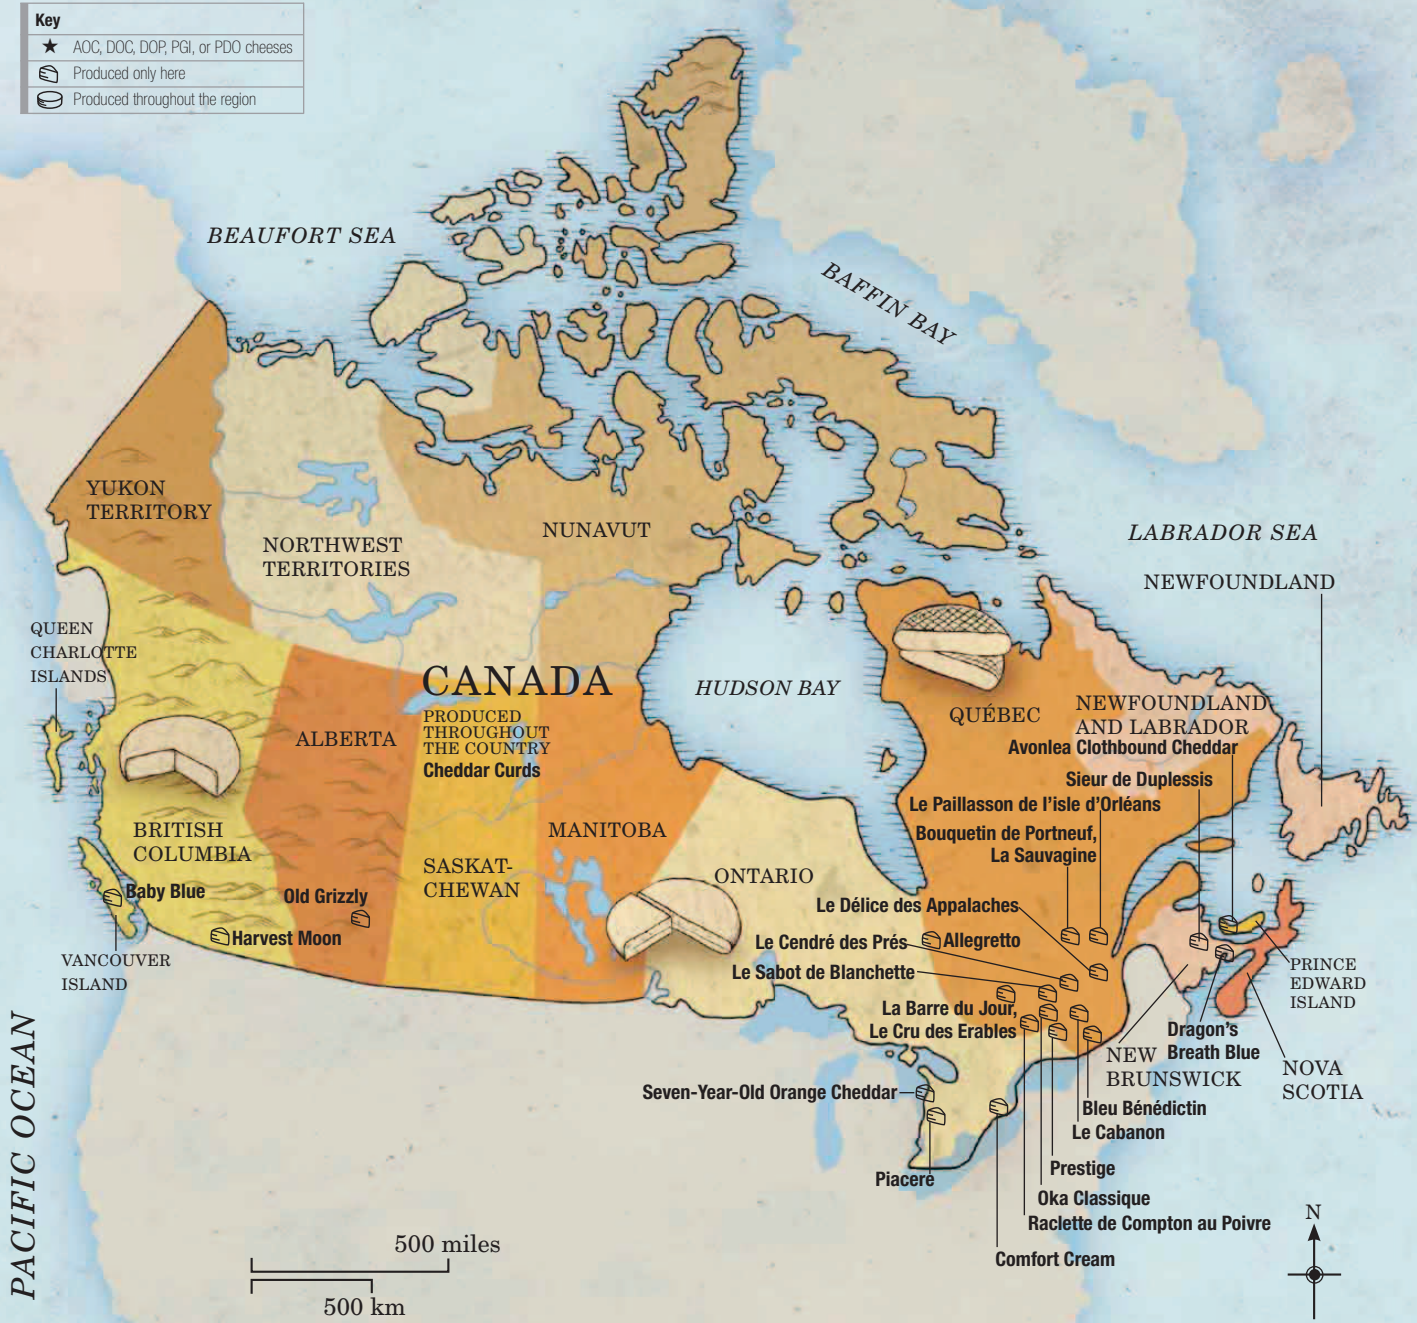 Key
AOC, DOC, DOP, PGI, or PDO cheeses
Produced only here
Produced throughout the region
BEAUFORT SEA
BAFFIN BAY
YUKON
TERRITORY
NORTHWEST
TERRITORIES
NUNAVUT
LABRADOR SEA
NEWFOUNDLAND
QUEEN
CHARLOTTE
ISLANDS
CANADA
PRODUCED
THROUGHOUT
THE COUNTRY
Cheddar Curds
HUDSON BAY
QUÉBEC
NEWFOUNDLAND
AND LABRADOR
ALBERTA
Avonlea Clothbound Cheddar
Sieur de Duplessis
Le Paillasson de l'isle d'Orléans
Bouquetin de Portneuf,
La Sauvagine
BRITISH
COLUMBIA
MANITOBA
SASKAT-
CHEWAN
ONTARIO
Baby Blue
Old Grizzly
Harvest Moon
Le Délice des Appalaches
Le Cendré des Prés
Allegretto
Le Sabot de Blanchette
VANCOUVER
ISLAND
PRINCE
EDWARD
ISLAND
La Barre du Jour,
Le Cru des Erables
Dragon's
Breath Blue
NEW
BRUNSWICK
NOVA
SCOTIA
Seven-Year-Old Orange Cheddar
Bleu Bénédictin
Le Cabanon
Prestige
Piacere
Oka Classique
Raclette de Compton au Poivre
Comfort Cream
PACIFIC OCEAN
500 miles
500 km
N